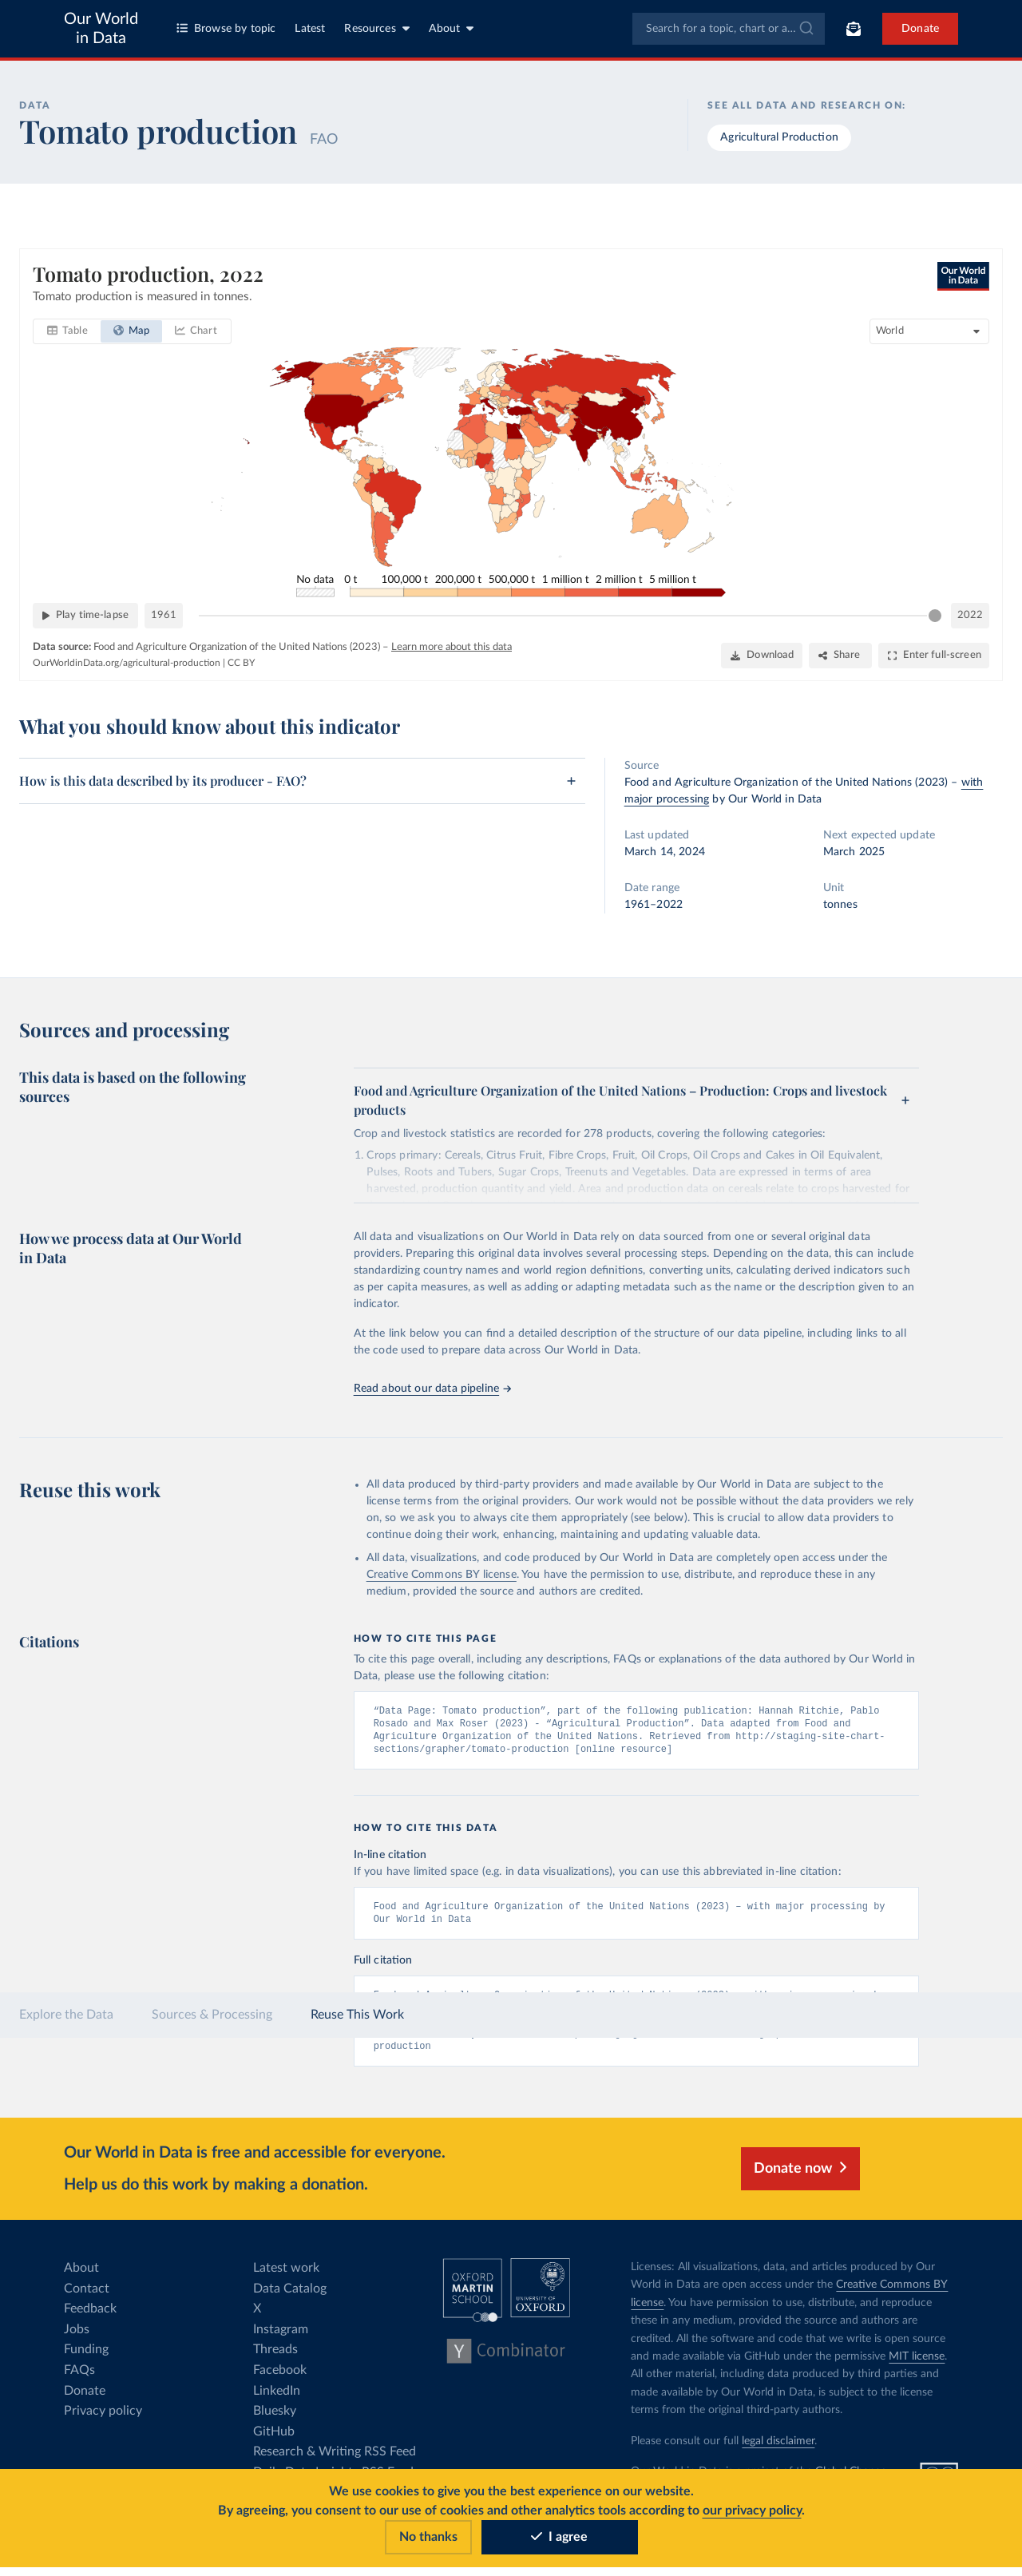 Our World
in Data
Browse by topic
Latest
Resources
About
Search for a topic, chart or a...
Donate
DATA
Tomato production FAO
SEE ALL DATA AND RESEARCH ON:
Agricultural Production
Tomato production, 2022
Tomato production is measured in tonnes.
Our World
in Data
Table
Map
Chart
World
No data
0 t
100,000 t
200,000 t
500,000 t
1 million t
2 million t
5 million t
Play time-lapse
1961
2022
Data source: Food and Agriculture Organization of the United Nations (2023) – Learn more about this data
OurWorldinData.org/agricultural-production | CC BY
Download
Share
Enter full-screen
What you should know about this indicator
How is this data described by its producer - FAO?
Source
Food and Agriculture Organization of the United Nations (2023) – with
major processing by Our World in Data
Last updated
March 14, 2024
Next expected update
March 2025
Date range
1961–2022
Unit
tonnes
Sources and processing
This data is based on the following
sources
Food and Agriculture Organization of the United Nations – Production: Crops and livestock
products
Crop and livestock statistics are recorded for 278 products, covering the following categories:
1. Crops primary: Cereals, Citrus Fruit, Fibre Crops, Fruit, Oil Crops, Oil Crops and Cakes in Oil Equivalent,
Pulses, Roots and Tubers, Sugar Crops, Treenuts and Vegetables. Data are expressed in terms of area
harvested, production quantity and yield. Area and production data on cereals relate to crops harvested for
How we process data at Our World
in Data
All data and visualizations on Our World in Data rely on data sourced from one or several original data
providers. Preparing this original data involves several processing steps. Depending on the data, this can include
standardizing country names and world region definitions, converting units, calculating derived indicators such
as per capita measures, as well as adding or adapting metadata such as the name or the description given to an
indicator.
At the link below you can find a detailed description of the structure of our data pipeline, including links to all
the code used to prepare data across Our World in Data.
Read about our data pipeline
Reuse this work
• All data produced by third-party providers and made available by Our World in Data are subject to the
license terms from the original providers. Our work would not be possible without the data providers we rely
on, so we ask you to always cite them appropriately (see below). This is crucial to allow data providers to
continue doing their work, enhancing, maintaining and updating valuable data.
• All data, visualizations, and code produced by Our World in Data are completely open access under the
Creative Commons BY license. You have the permission to use, distribute, and reproduce these in any
medium, provided the source and authors are credited.
Citations
HOW TO CITE THIS PAGE
To cite this page overall, including any descriptions, FAQs or explanations of the data authored by Our World in
Data, please use the following citation:
“Data Page: Tomato production”, part of the following publication: Hannah Ritchie, Pablo
Rosado and Max Roser (2023) - “Agricultural Production”. Data adapted from Food and
Agriculture Organization of the United Nations. Retrieved from http://staging-site-chart-
sections/grapher/tomato-production [online resource]
HOW TO CITE THIS DATA
In-line citation
If you have limited space (e.g. in data visualizations), you can use this abbreviated in-line citation:
Food and Agriculture Organization of the United Nations (2023) – with major processing by
Our World in Data
Full citation
Explore the Data
Sources & Processing
Reuse This Work
production
Our World in Data is free and accessible for everyone.
Help us do this work by making a donation.
Donate now
About
Contact
Feedback
Jobs
Funding
FAQs
Donate
Privacy policy
Latest work
Data Catalog
X
Instagram
Threads
Facebook
LinkedIn
Bluesky
GitHub
Research & Writing RSS Feed
OXFORD
MARTIN
SCHOOL
UNIVERSITY OF
OXFORD
Y Combinator
Licenses: All visualizations, data, and articles produced by Our
World in Data are open access under the Creative Commons BY
license. You have permission to use, distribute, and reproduce
these in any medium, provided the source and authors are
credited. All the software and code that we write is open source
and made available via GitHub under the permissive MIT license.
All other material, including data produced by third parties and
made available by Our World in Data, is subject to the license
terms from the original third-party authors.
Please consult our full legal disclaimer.
We use cookies to give you the best experience on our website.
By agreeing, you consent to our use of cookies and other analytics tools according to our privacy policy.
No thanks
I agree